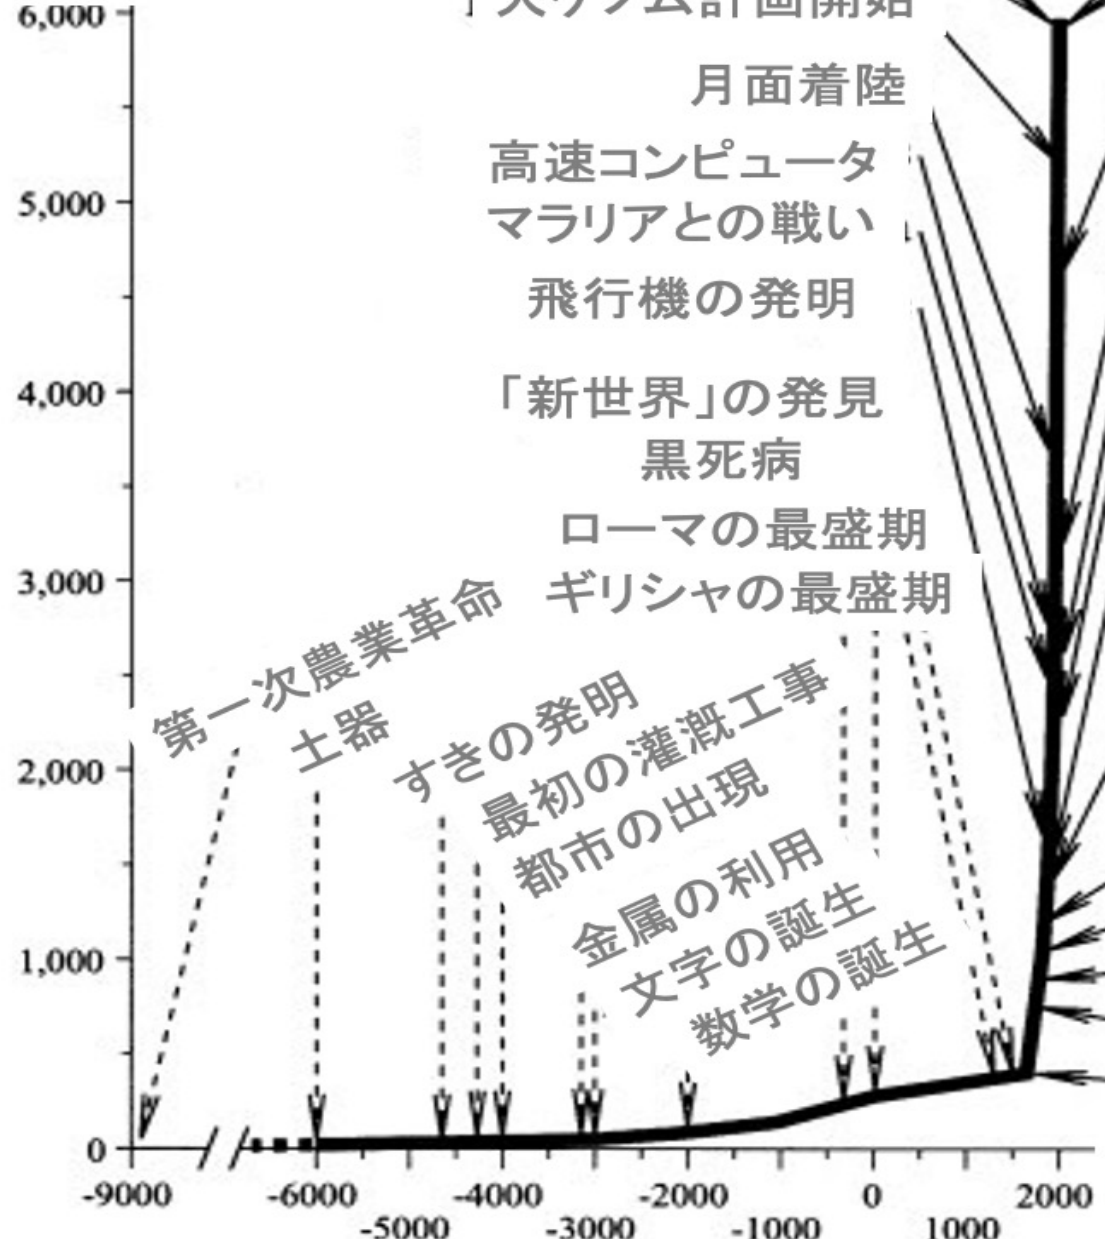 6,000
月面着陸
高速コンピュータ
5,000
マラリアとの戦い
飛行機の発明
4,000
「新世界」の発見
黒死病
ローマの最盛期
3,000
ギリシャの最盛期
第一次農業革命
土器
すきの発明
最初の灌漑工事
2,000
都市の出現
金属の利用
文字の誕生
1,000
数学の誕生
0
-9000 -6000 -4000 -2000 0 2000
-5000 -3000 -1000 1000